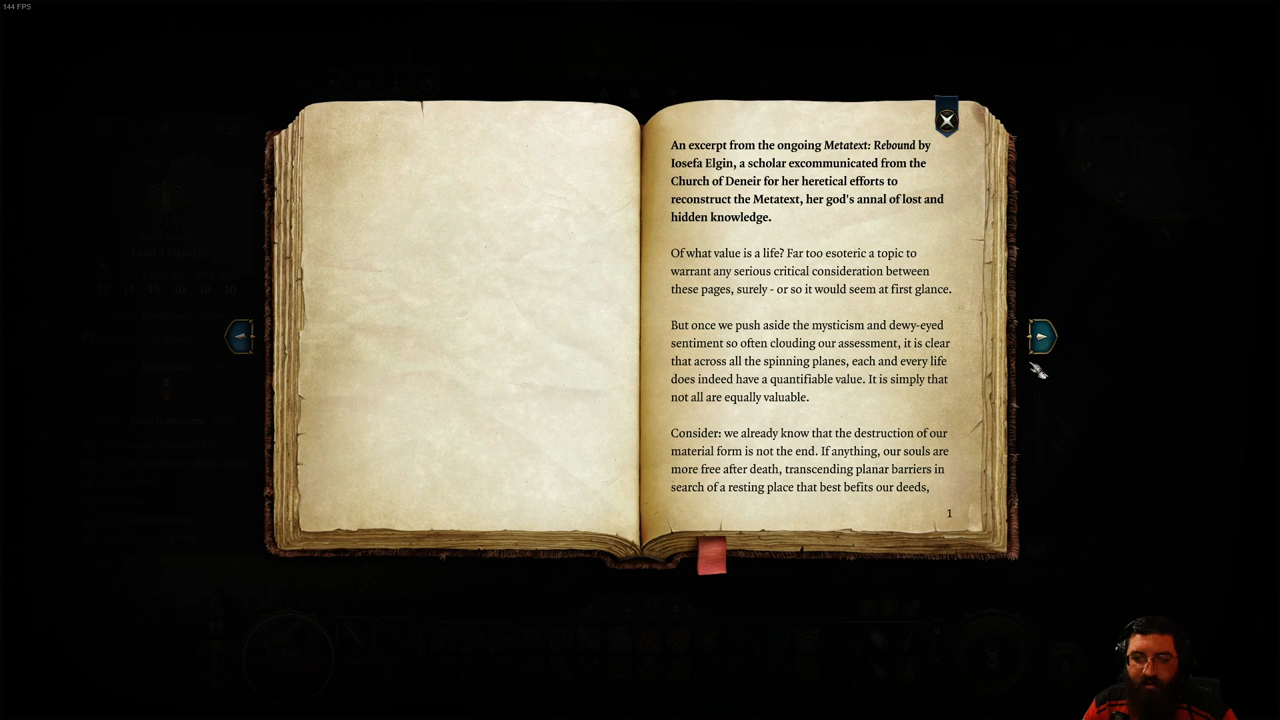 144 FPS
An excerpt from the ongoing Metatext: Rebound by
Iosefa Elgin, a scholar excommunicated from the
Church of Deneir for her heretical efforts to
reconstruct the Metatext, her god's annal of lost and
hidden knowledge.
Of what value is a life? Far too esoteric a topic to
warrant any serious critical consideration between
these pages, surely - or so it would seem at first glance.
But once we push aside the mysticism and dewy-eyed
sentiment so often clouding our assessment, it is clear
that across all the spinning planes, each and every life
does indeed have a quantifiable value. It is simply that
not all are equally valuable.
Consider: we already know that the destruction of our
material form is not the end. If anything, our souls are
more free after death, transcending planar barriers in
search of a resting place that best befits our deeds,
1